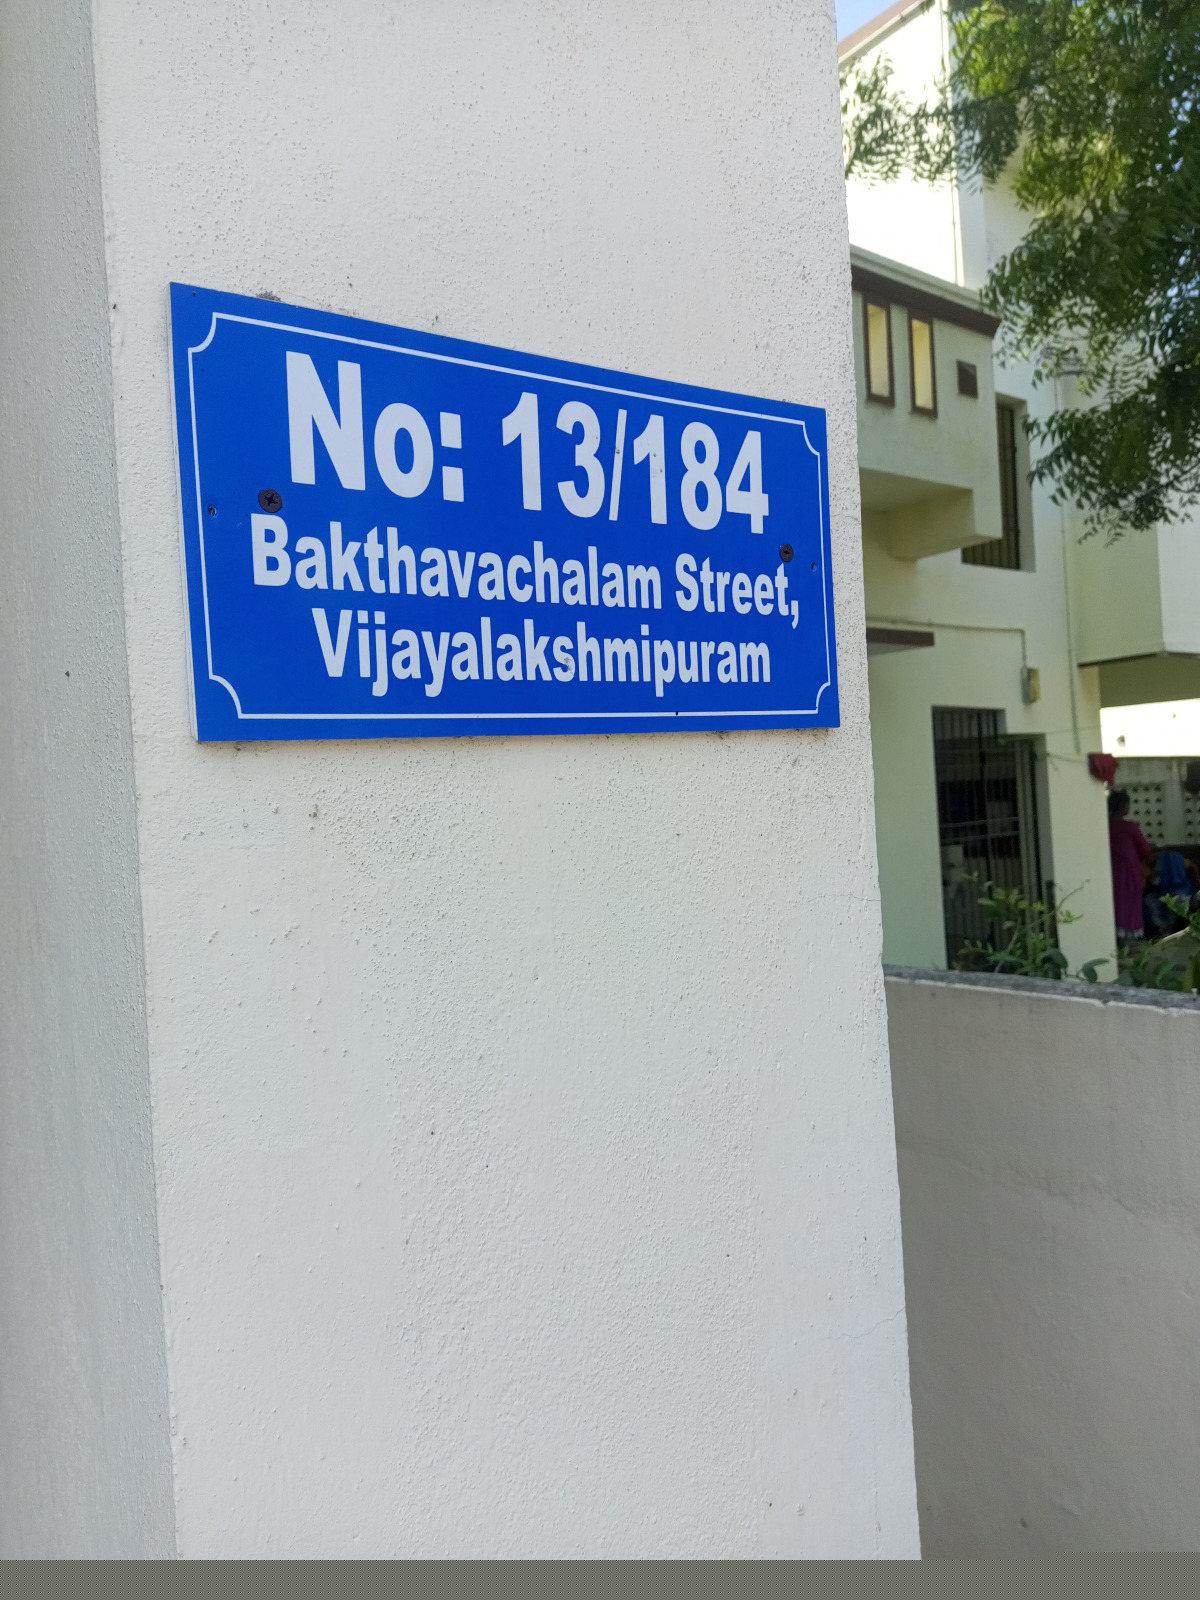 No: 13/184
Bakthavachalam Street,
Vijayalakshmipuram